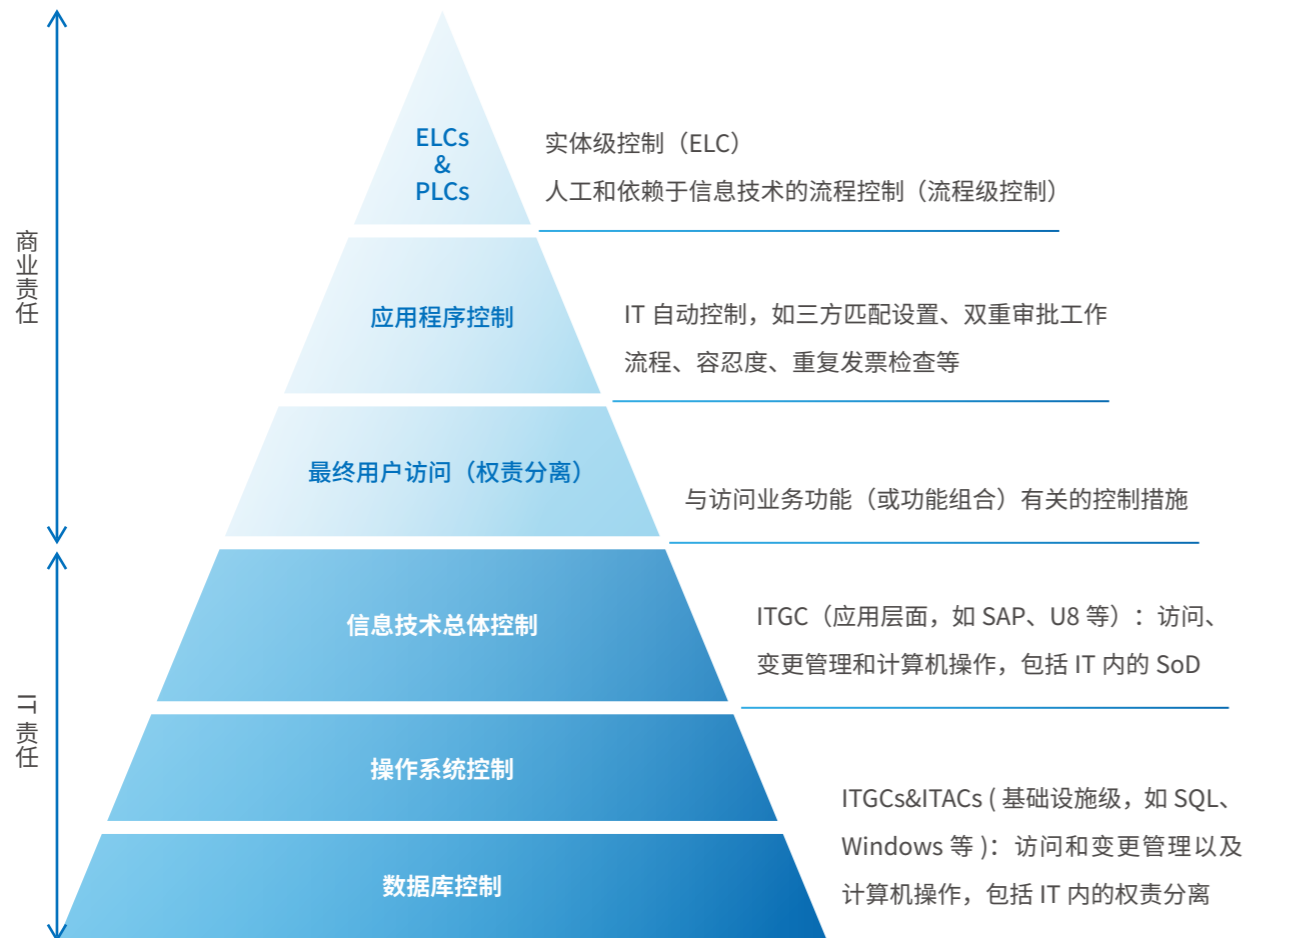 ELCs
&
PLCs
实体级控制（ELC）
人工和依赖于信息技术的流程控制（流程级控制）
商业责任
应用程序控制
IT 自动控制，如三方匹配设置、双重审批工作
流程、容忍度、重复发票检查等
最终用户访问（权责分离）
与访问业务功能（或功能组合）有关的控制措施
信息技术总体控制
ITGC（应用层面，如 SAP、U8 等）：访问、
变更管理和计算机操作，包括 IT 内的 SoD
IT 责任
操作系统控制
ITGCs&ITACs ( 基础设施级，如 SQL、
Windows 等 )：访问和变更管理以及
计算机操作，包括 IT 内的权责分离
数据库控制